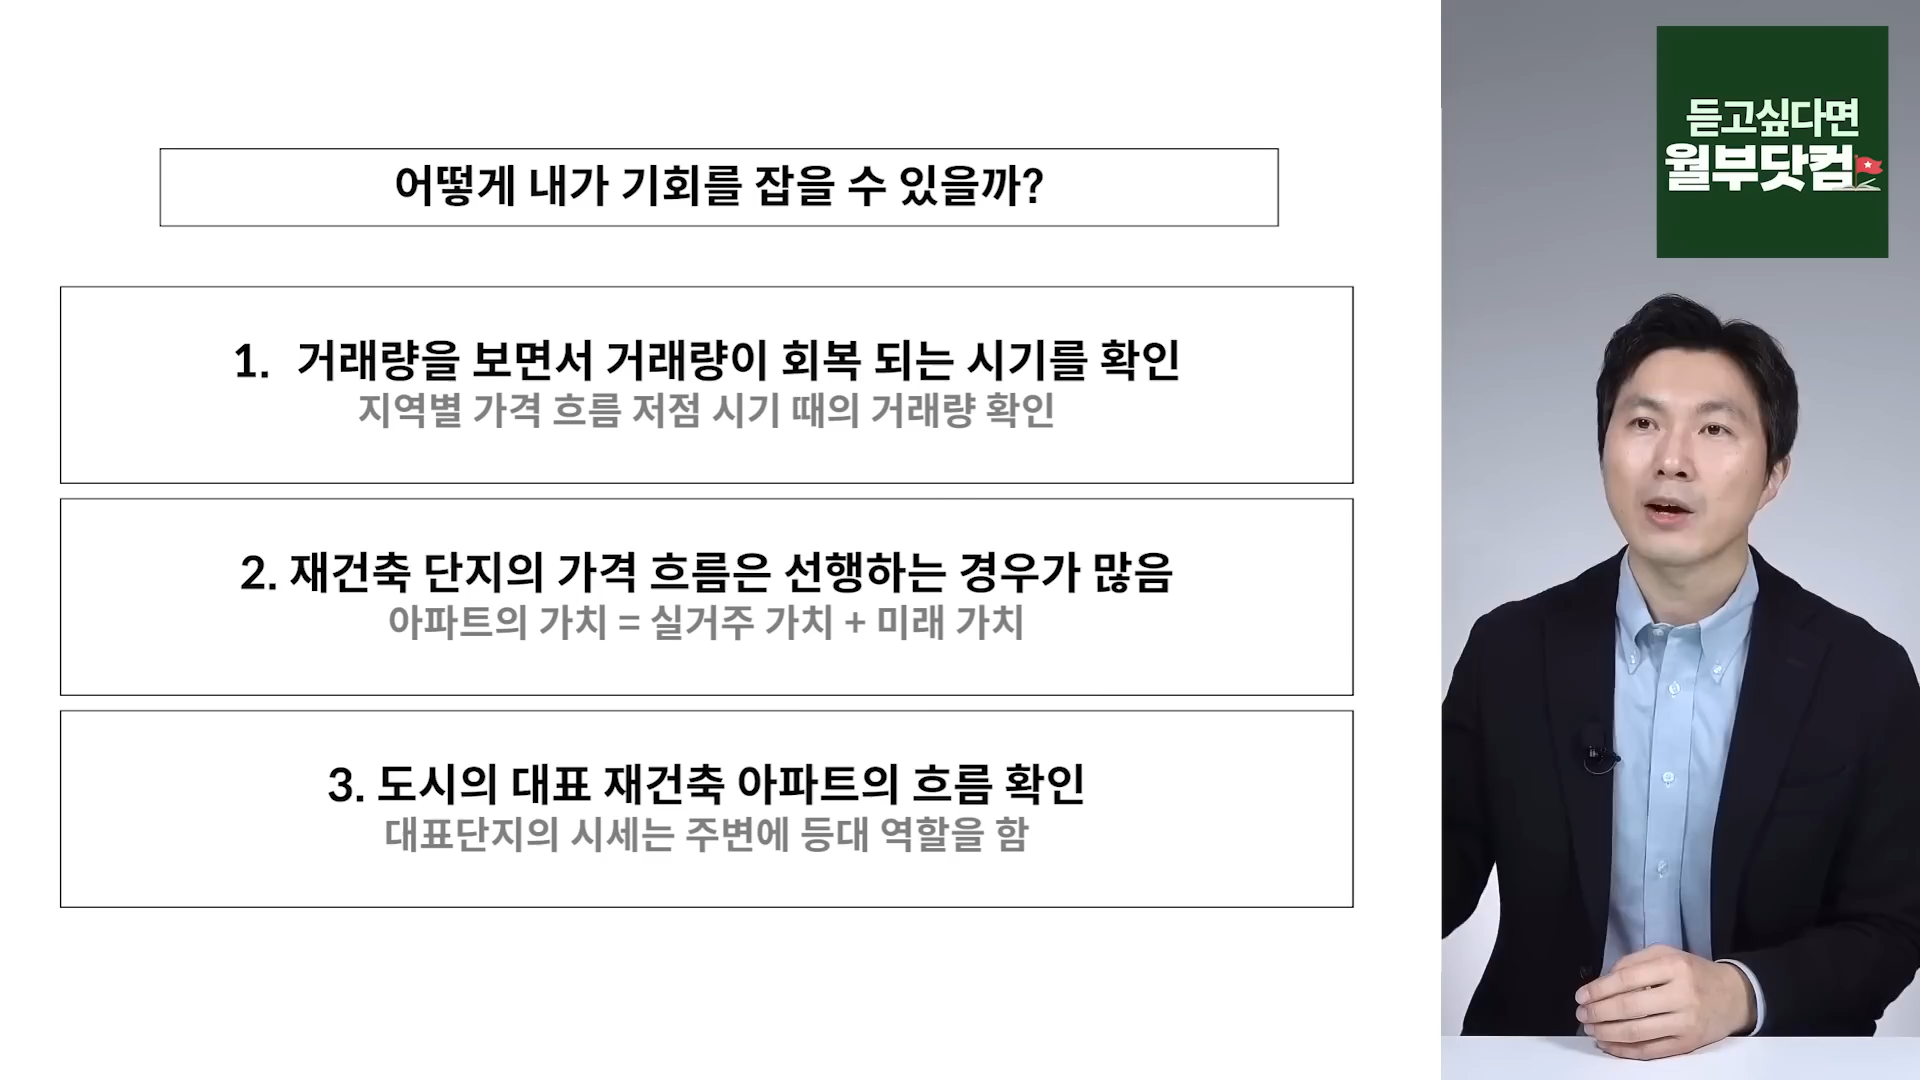 어떻게 내가 기회를 잡을 수 있을까?
1. 거래량을 보면서 거래량이 회복 되는 시기를 확인
지역별 가격 흐름 저점 시기 때의 거래량 확인
2. 재건축 단지의 가격 흐름은 선행하는 경우가 많음
아파트의 가치 = 실거주 가치 + 미래 가치
3. 도시의 대표 재건축 아파트의 흐름 확인
대표단지의 시세는 주변에 등대 역할을 함
듣고싶다면
월부닷컴